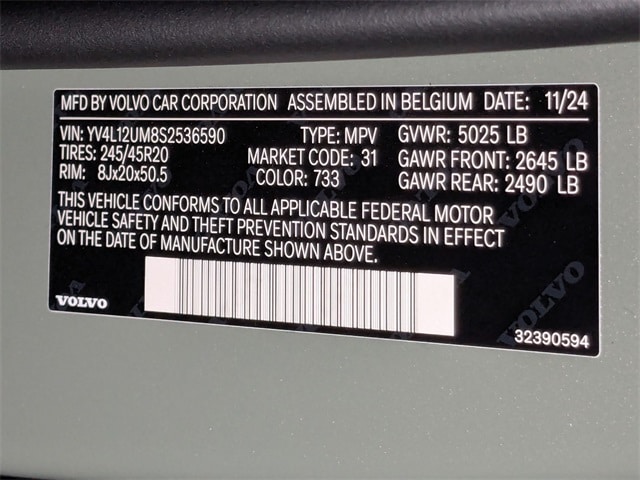 MFD BY VOLVO CAR CORPORATION ASSEMBLED IN BELGIUM DATE: 11/24
VIN: YV4L12UM8S2536590 TYPE: MPV GVWR: 5025 LB
TIRES: 245/45R20 MARKET CODE: 31 GAWR FRONT: 2645 LB
RIM: 8Jx20x50.5 COLOR: 733 GAWR REAR: 2490 LB
THIS VEHICLE CONFORMS TO ALL APPLICABLE FEDERAL MOTOR
VEHICLE SAFETY AND THEFT PREVENTION STANDARDS IN EFFECT
ON THE DATE OF MANUFACTURE SHOWN ABOVE.
VOLVO
32390594